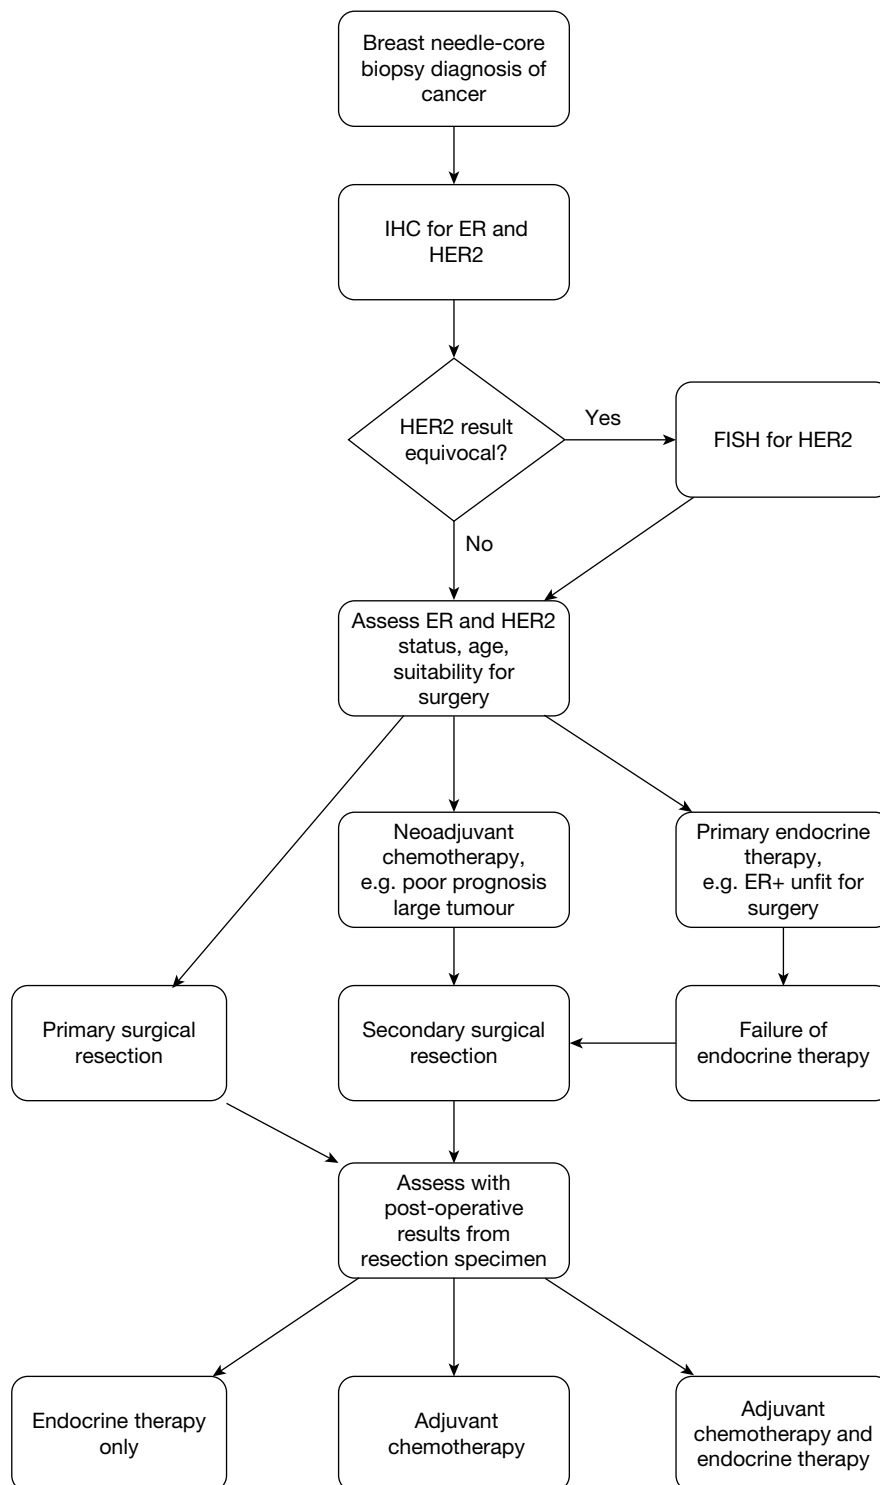 Breast needle-core
biopsy diagnosis of
cancer
IHC for ER and
HER2
HER2 result
equivocal?
Yes
FISH for HER2
No
Assess ER and HER2
status, age,
suitability for
surgery
Neoadjuvant
chemotherapy,
e.g. poor prognosis
large tumour
Primary endocrine
therapy,
e.g. ER+ unfit for
surgery
Primary surgical
resection
Secondary surgical
resection
Failure of
endocrine therapy
Assess with
post-operative
results from
resection specimen
Endocrine therapy
only
Adjuvant
chemotherapy
Adjuvant
chemotherapy and
endocrine therapy